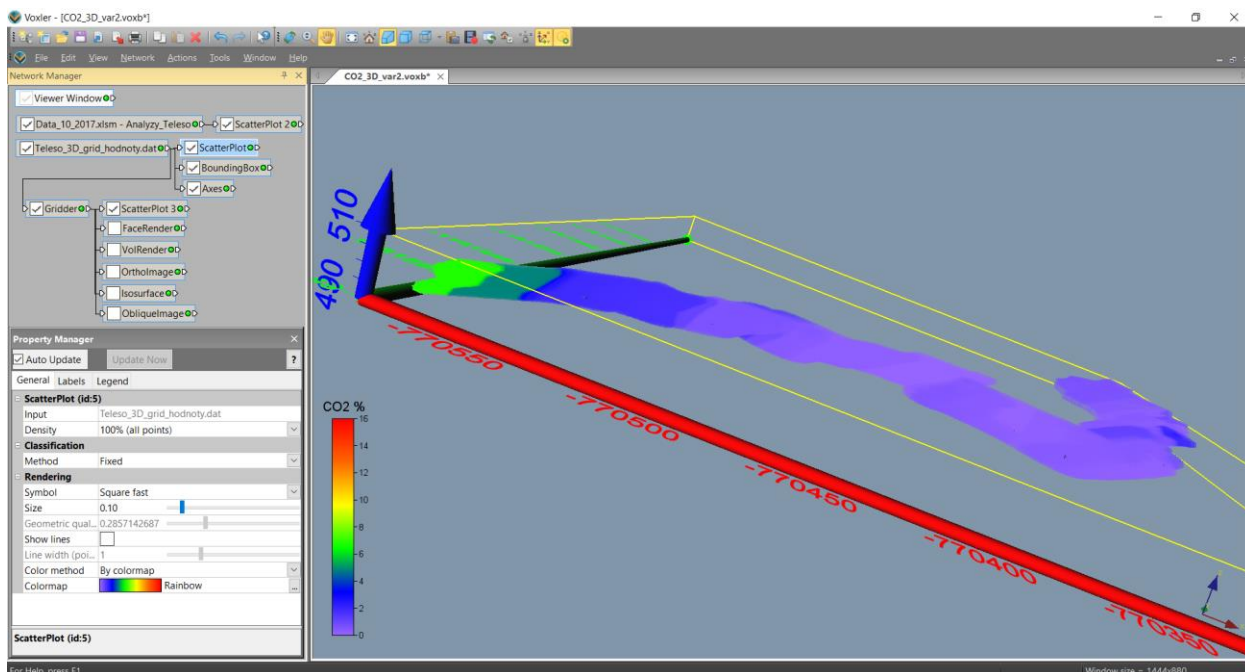 Voxler - [CO2_3D_var2.voxb*]
File Edit View Network Actions Tools Window Help
Network Manager
CO2_3D_var2.voxb*
Viewer Window
Data_10_2017.xlsm - Analyzy_Teleso
ScatterPlot 2
Teleso_3D_grid_hodnoty.dat
ScatterPlot
BoundingBox
Axes
Gridder
ScatterPlot 3
FaceRender
VolRender
OrthoImage
Isosurface
ObliqueImage
Property Manager
Auto Update
Update Now
?
General Labels Legend
ScatterPlot (id:5)
Input Teleso_3D_grid_hodnoty.dat
Density 100% (all points)
Classification
Method Fixed
Rendering
Symbol Square fast
Size 0.10
Geometric qual... 0.2857142687
Show lines
Line width (poi... 1
Color method By colormap
Colormap Rainbow ...
ScatterPlot (id:5)
For Help, press F1
510
490
-770550
-770500
-770450
-770400
-770350
CO2 %
16
14
12
10
8
6
4
2
0
Window size = 1444x880